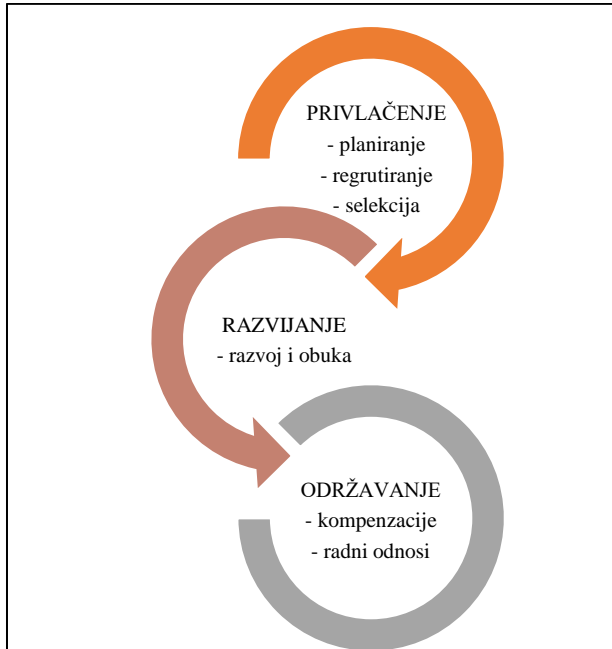 PRIVLAČENJE
- planiranje
- regrutiranje
- selekcija
RAZVIJANJE
- razvoj i obuka
ODRŽAVANJE
- kompenzacije
- radni odnosi